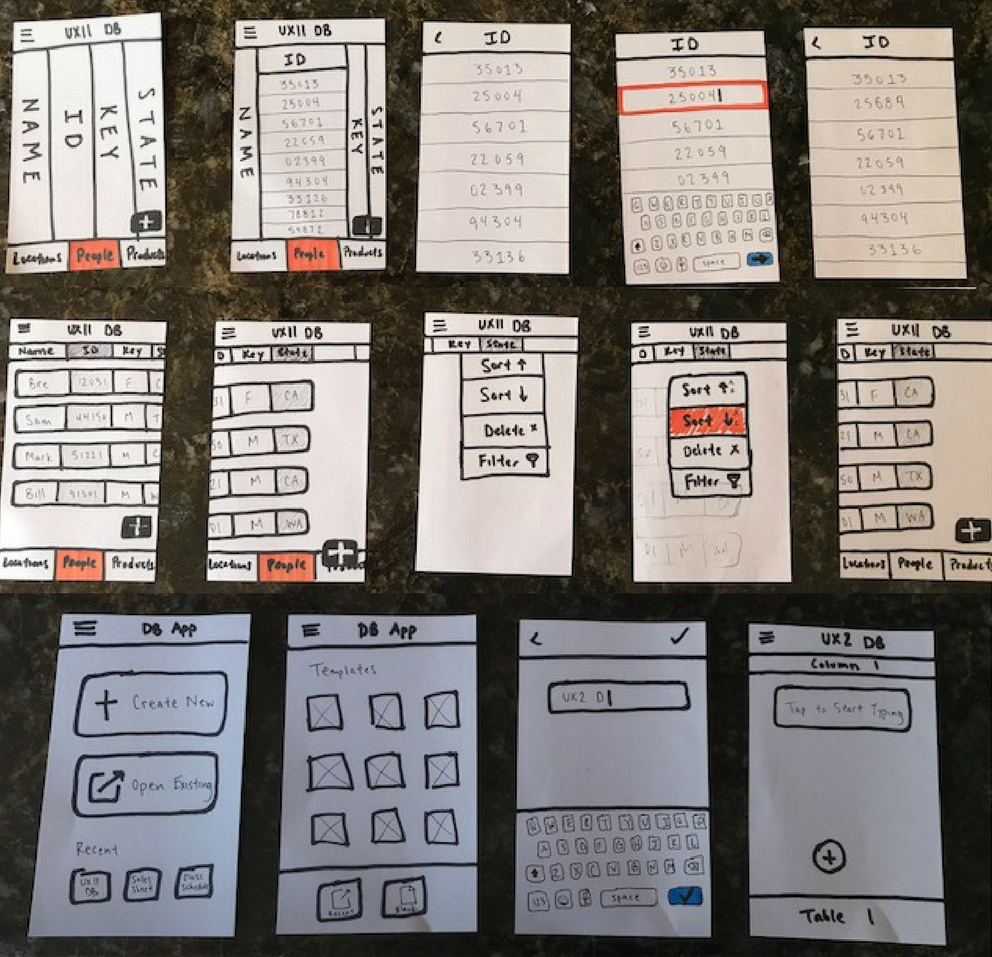 UX11 DB
NAME
ID
KEY
STATE
Locations People Products
UX11 DB
NAME
ID
35013
25004
56701
22059
02399
94304
33126
78812
54872
KEY
STATE
Locations People Products
ID
35013
25004
56701
22059
02399
94304
33136
ID
35013
25004
56701
22059
02399
123 space
ID
35013
25689
56701
22059
02399
94304
33136
UX11 DB
Name ID Key
Bre 12031 F C
Sam M T
Mark 51221 M C
Bill 91301 M W
Locations People Products
UX11 DB
D Key State
31 F CA
50 M TX
21 M CA
01 M WA
Locations People
UX11 DB
Key State
Sort ↑
Sort ↓
Delete x
Filter
UX11 DB
D Key State
Sort ↑
Sort ↓
Delete X
Filter
UX11 DB
D Key State
31 F CA
21 M CA
50 M TX
01 M WA
Locations People Products
DB App
+ Create New
Open Existing
Recent
UX11 DB
Sales Sheet
Class Schedule
DB App
Templates
Recent
Blank
UX2 D
123 space
UX2 DB
Column 1
Tap to Start Typing
+
Table 1